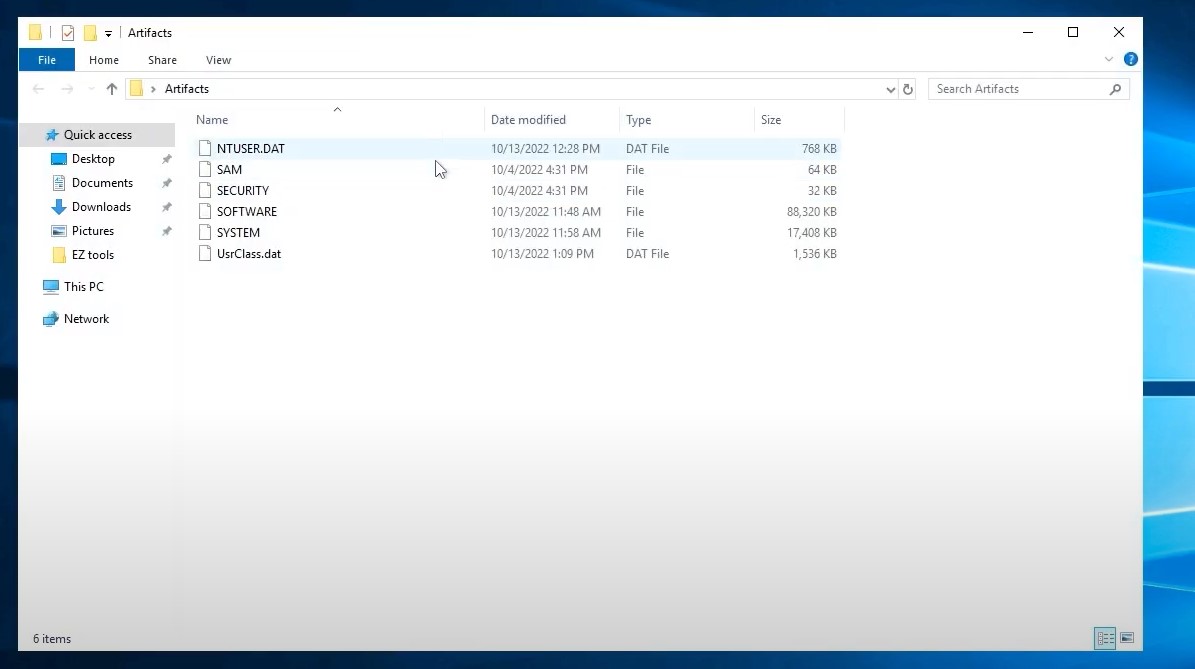 Artifacts
File Home Share View
Artifacts Search Artifacts
Name Date modified Type Size
Quick access
Desktop
Documents
Downloads
Pictures
EZ tools
This PC
Network
NTUSER.DAT 10/13/2022 12:28 PM DAT File 768 KB
SAM 10/4/2022 4:31 PM File 64 KB
SECURITY 10/4/2022 4:31 PM File 32 KB
SOFTWARE 10/13/2022 11:48 AM File 88,320 KB
SYSTEM 10/13/2022 11:58 AM File 17,408 KB
UsrClass.dat 10/13/2022 1:09 PM DAT File 1,536 KB
6 items